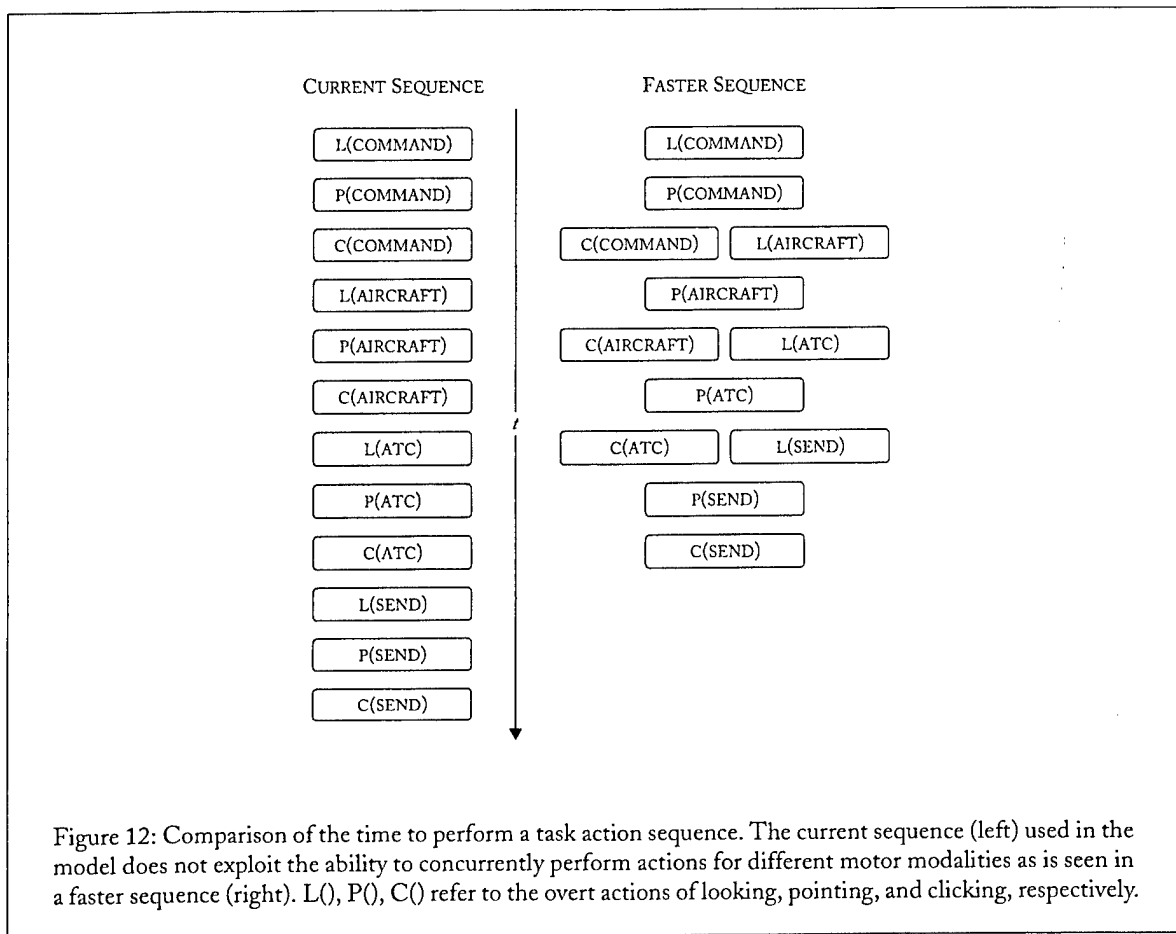 CURRENT SEQUENCE
L(COMMAND)
P(COMMAND)
C(COMMAND)
L(AIRCRAFT)
P(AIRCRAFT)
C(AIRCRAFT)
L(ATC)
P(ATC)
C(ATC)
L(SEND)
P(SEND)
C(SEND)
t
FASTER SEQUENCE
L(COMMAND)
P(COMMAND)
C(COMMAND) L(AIRCRAFT)
P(AIRCRAFT)
C(AIRCRAFT) L(ATC)
P(ATC)
C(ATC) L(SEND)
P(SEND)
C(SEND)
Figure 12: Comparison of the time to perform a task action sequence. The current sequence (left) used in the
model does not exploit the ability to concurrently perform actions for different motor modalities as is seen in
a faster sequence (right). L(), P(), C() refer to the overt actions of looking, pointing, and clicking, respectively.